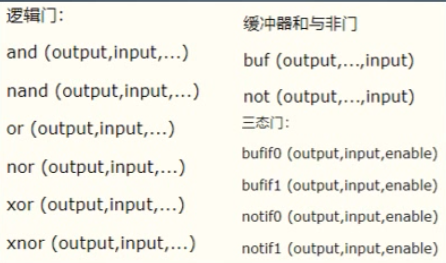 逻辑门：
and (output,input,...)
nand (output,input,...)
or (output,input,...)
nor (output,input,...)
xor (output,input,...)
xnor (output,input,...)
缓冲器和与非门
buf (output,...,input)
not (output,...,input)
三态门：
bufif0 (output,input,enable)
bufif1 (output,input,enable)
notif0 (output,input,enable)
notif1 (output,input,enable)